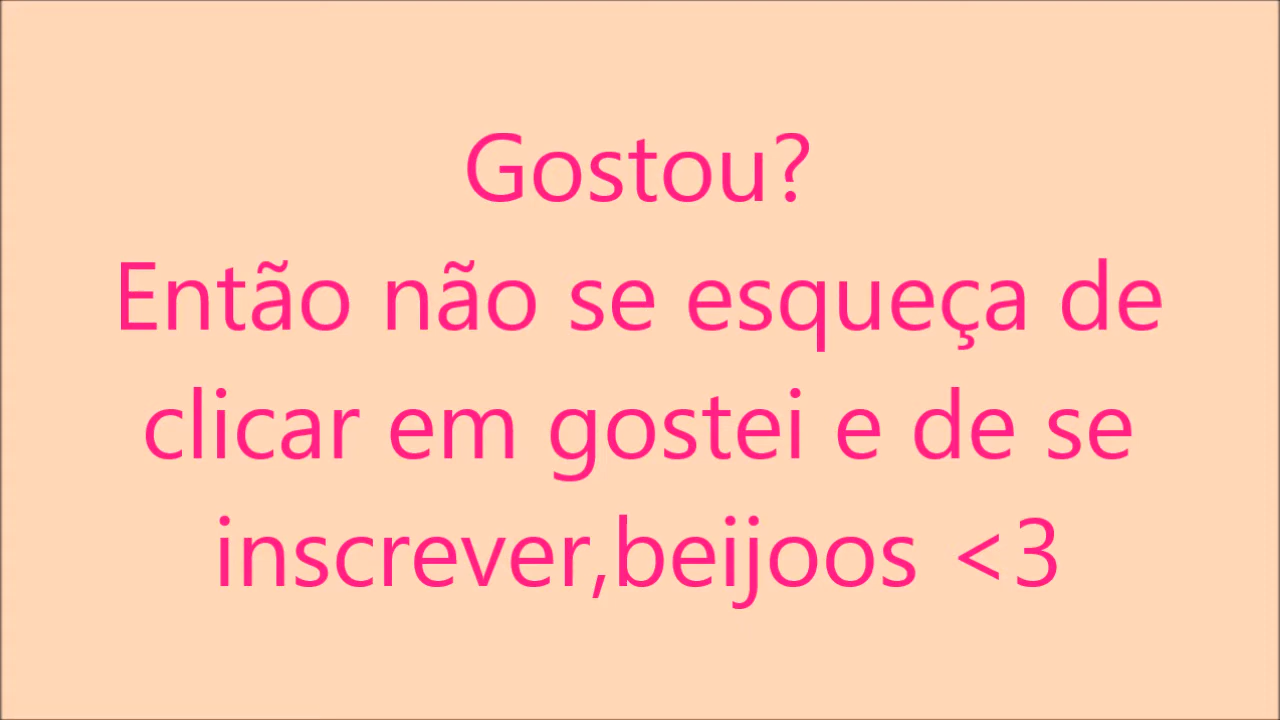 Gostou?
Então não se esqueça de
clicar em gostei e de se
inscrever,beijoos <3